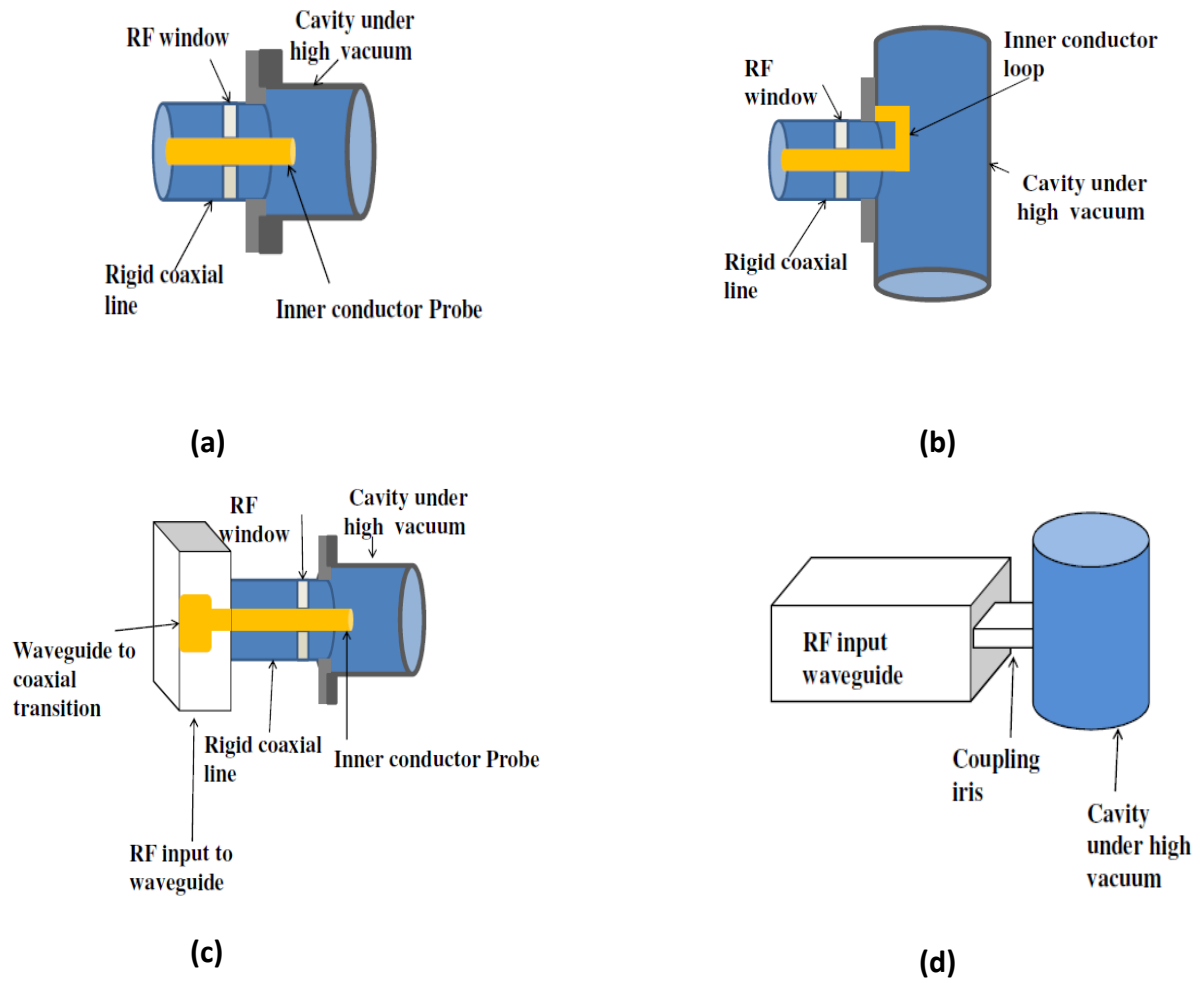 RF window
Cavity under
high vacuum
Rigid coaxial
line
Inner conductor Probe
(a)
Inner conductor
loop
RF
window
Cavity under
high vacuum
Rigid coaxial
line
(b)
RF
window
Cavity under
high vacuum
Waveguide to
coaxial
transition
Rigid coaxial
line
Inner conductor Probe
RF input to
waveguide
(c)
RF input
waveguide
Coupling
iris
Cavity
under high
vacuum
(d)